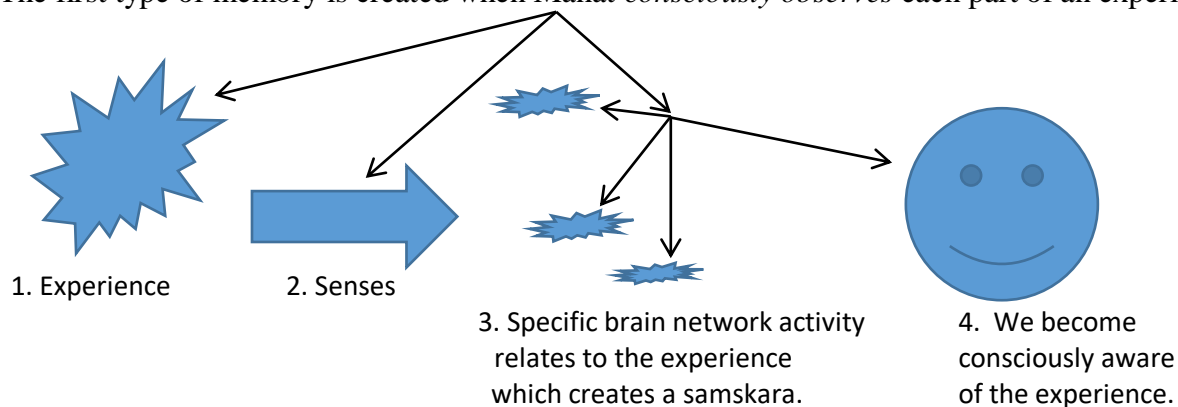 The first type of memory is created when Mahat consciously observes each part of an experi
1. Experience
2. Senses
3. Specific brain network activity
relates to the experience
which creates a samskara.
4. We become
consciously aware
of the experience.